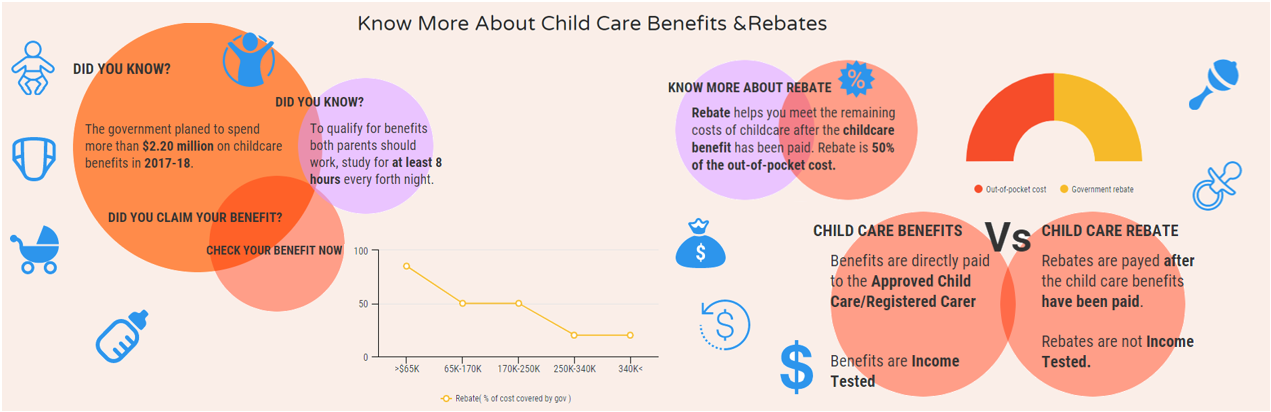 Know More About Child Care Benefits &Rebates
DID YOU KNOW?
The government planed to spend
more than $2.20 million on childcare
benefits in 2017-18.
DID YOU KNOW?
To qualify for benefits
both parents should
work, study for at least 8
hours every forth night.
DID YOU CLAIM YOUR BENEFIT?
CHECK YOUR BENEFIT NOW
100
50
0
>$65K
65K-170K
170K-250K
250K-340K
340K<
Rebate( % of cost covered by gov )
KNOW MORE ABOUT REBATE
%
Rebate helps you meet the remaining
costs of childcare after the childcare
benefit has been paid. Rebate is 50%
of the out-of-pocket cost.
Out-of-pocket cost
Government rebate
$
$
$
CHILD CARE BENEFITS
Benefits are directly paid
to the Approved Child
Care/Registered Carer
Benefits are Income
Tested
Vs
CHILD CARE REBATE
Rebates are payed after
the child care benefits
have been paid.
Rebates are not Income
Tested.